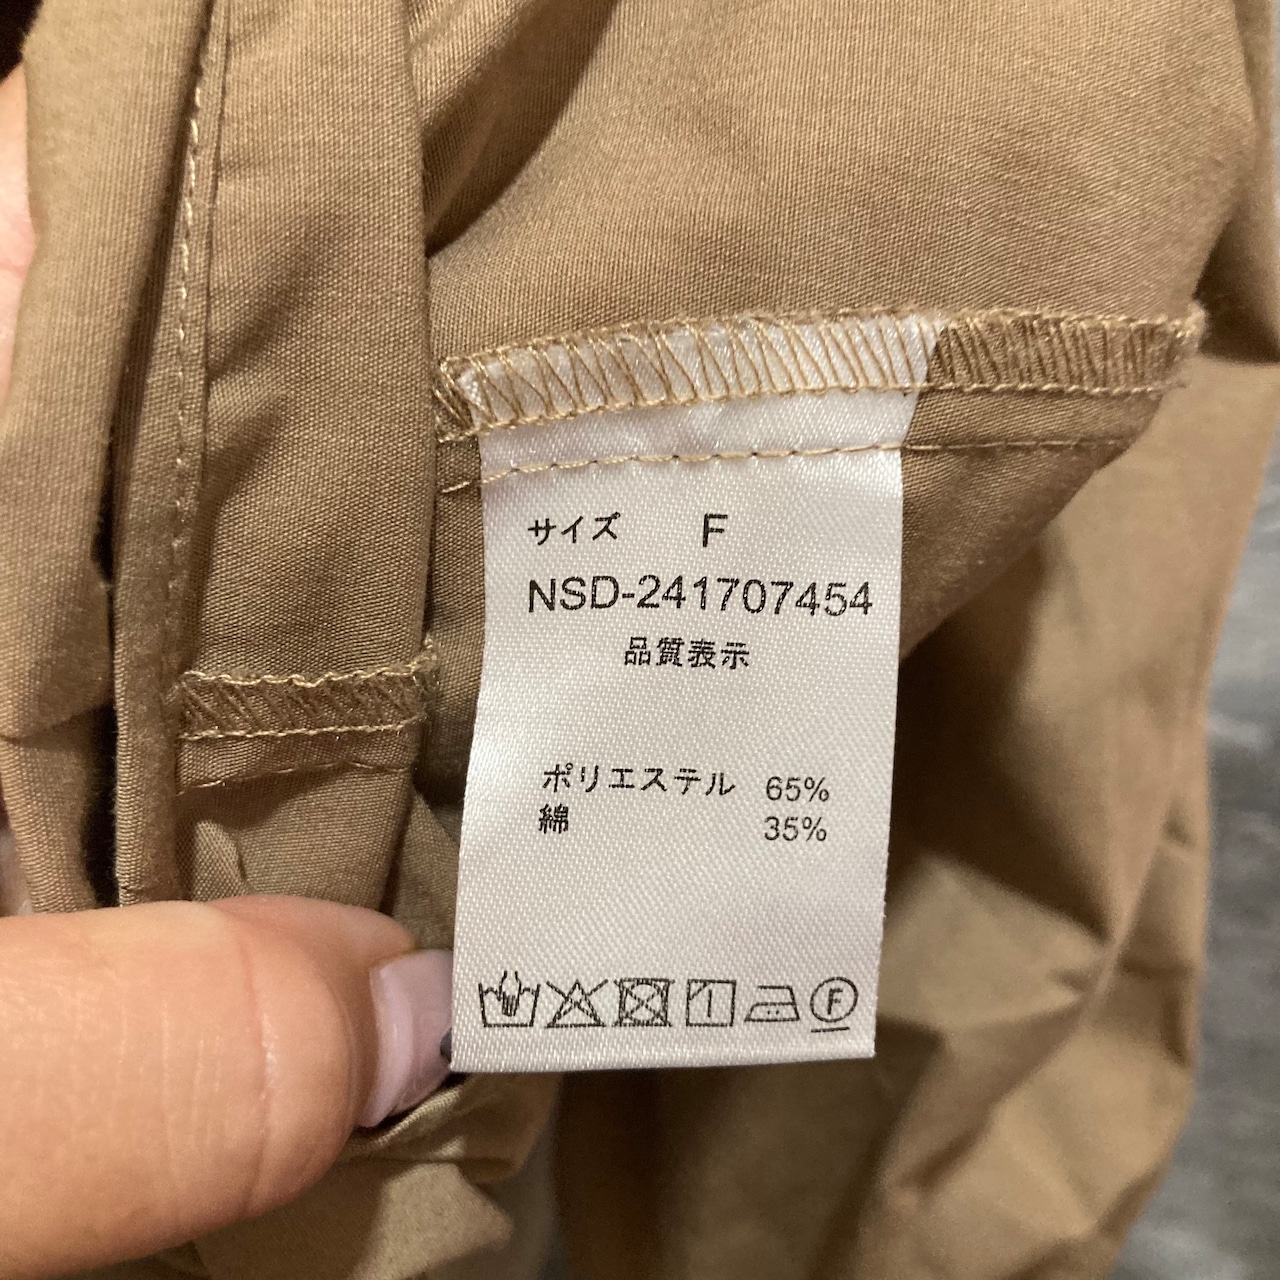 サイズ F
NSD-241707454
品質表示
ポリエステル 65%
綿 35%
F